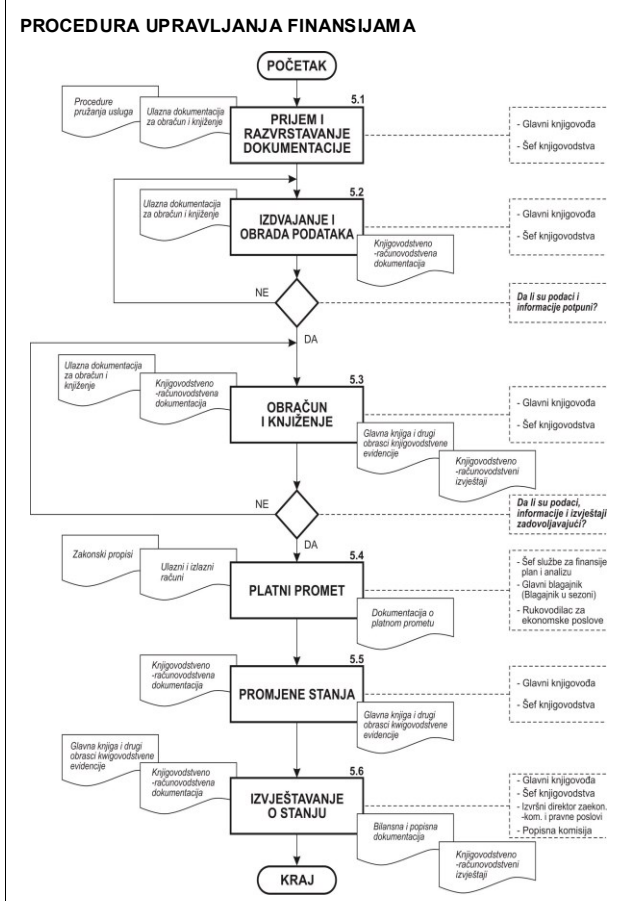 PROCEDURA UPRAVLJANJA FINANSIJAMA
POČETAK
5.1
Procedure
pružanja usluga
Ulazna dokumentacija
za obračun i knjiženje
PRIJEM I
RAZVRSTAVANJE
DOKUMENTACIJE
- Glavni knjigovođa
- Šef knjigovodstva
5.2
Ulazna dokumentacija
za obračun i knjiženje
IZDVAJANJE I
OBRADA PODATAKA
Knjigovodstveno
-računovodstvena
dokumentacija
- Glavni knjigovođa
- Šef knjigovodstva
NE
Da li su podaci i
informacije potpuni?
DA
5.3
Ulazna dokumentacija
za obračun i
knjiženje
Knjigovodstveno
-računovodstvena
dokumentacija
OBRAČUN
I KNJIŽENJE
Glavna knjiga i drugi
obrasci knjigovodstvene
evidencije
Knjigovodstveno
-računovodstveni
izvještaji
- Glavni knjigovođa
- Šef knjigovodstva
NE
Da li su podaci,
informacije i izvještaji
zadovoljavajući?
DA
5.4
Zakonski propisi
Ulazni i izlazni
računi
PLATNI PROMET
Dokumentacija o
platnom prometu
- Šef službe za finansije
plan i analizu
- Glavni blagajnik
(Blagajnik u sezoni)
- Rukovodilac za
ekonomske poslove
5.5
Knjigovodstveno
-računovodstvena
dokumentacija
PROMJENE STANJA
Glavna knjiga i drugi
obrasci kwigovodstvene
evidencije
- Glavni knjigovođa
- Šef knjigovodstva
5.6
Glavna knjiga i drugi
obrasci kwigovodstvene
evidencije
Knjigovodstveno
-računovodstvena
dokumentacija
IZVJEŠTAVANJE
O STANJU
Bilansna i popisna
dokumentacija
Knjigovodstveno
-računovodstveni
izvještaji
- Glavni knjigovođa
- Šef knjigovodstva
- Izvršni direktor zaekon.
-kom. i pravne poslovi
- Popisna komisija
KRAJ